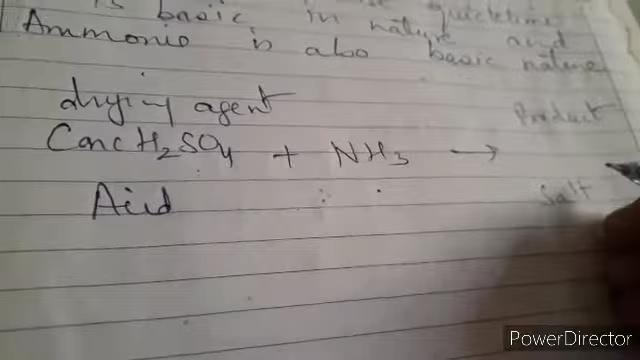 is basic in nature and
Ammonia is also basic nature
drying agent
Product
Conc H₂SO₄ + NH₃ →
Acid
Salt
PowerDirector